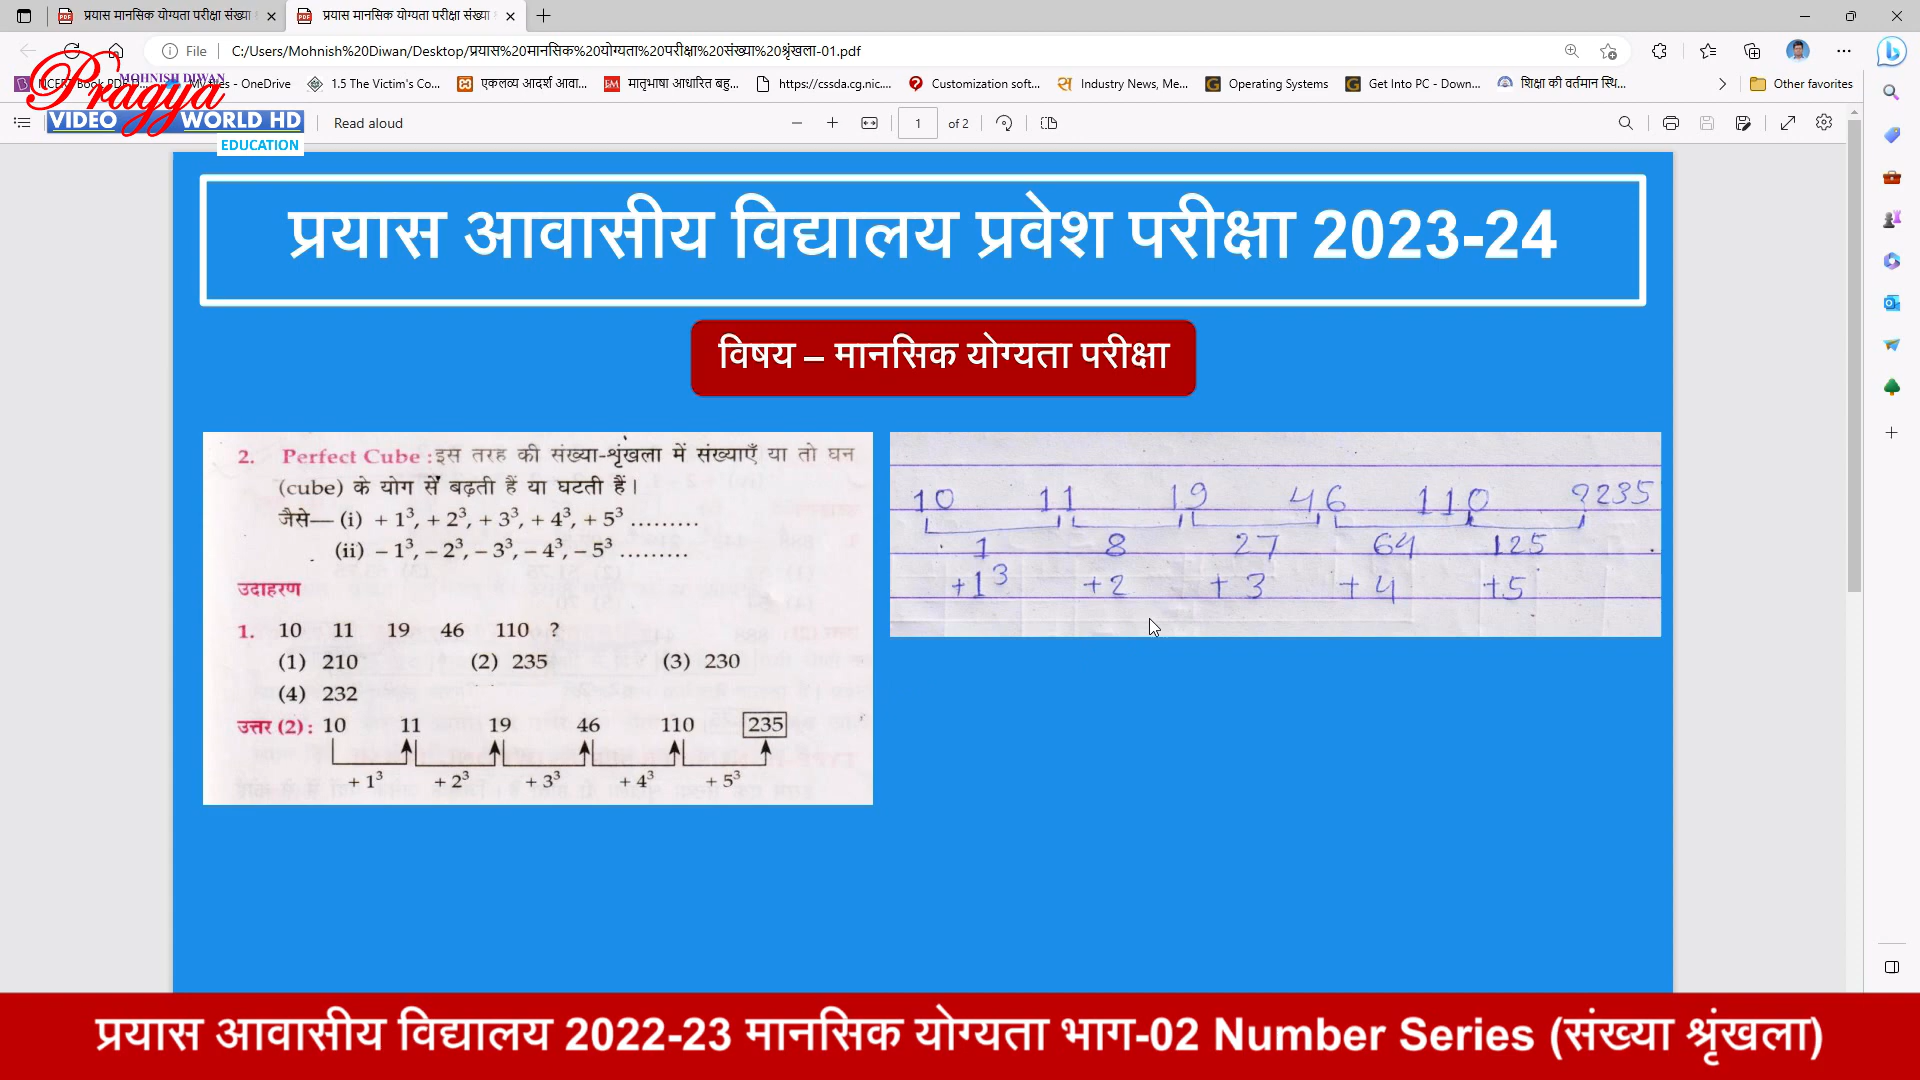 प्रयास मानसिक योग्यता परीक्षा संख्या
प्रयास मानसिक योग्यता परीक्षा संख्या
File C:/Users/Mohnish%20Diwan/Desktop/प्रयास%20मानसिक%20योग्यता%20परीक्षा%20संख्या%20श्रृंखला-01.pdf
My files - OneDrive 1.5 The Victim's Co... एकलव्य आदर्श आवा... मातृभाषा आधारित बहु... https://cssda.cg.nic.... Customization soft... Industry News, Me... Operating Systems Get Into PC - Down... शिक्षा की वर्तमान स्थि... Other favorites
MOHNISH DIWAN
Pragya
VIDEO WORLD HD
EDUCATION
Read aloud 1 of 2
प्रयास आवासीय विद्यालय प्रवेश परीक्षा 2023-24
विषय – मानसिक योग्यता परीक्षा
2. Perfect Cube : इस तरह की संख्या-श्रृंखला में संख्याएँ या तो घन
(cube) के योग से बढ़ती हैं या घटती हैं।
जैसे— (i) + 1³, + 2³, + 3³, + 4³, + 5³ .........
(ii) – 1³, – 2³, – 3³, – 4³, – 5³ .........
उदाहरण
1. 10 11 19 46 110 ?
(1) 210 (2) 235 (3) 230
(4) 232
उत्तर (2) : 10 11 19 46 110 235
+ 1³ + 2³ + 3³ + 4³ + 5³
10 11 19 46 110 ?235
1 8 27 64 125
+1³ +2 +3 +4 +5
प्रयास आवासीय विद्यालय 2022-23 मानसिक योग्यता भाग-02 Number Series (संख्या श्रृंखला)